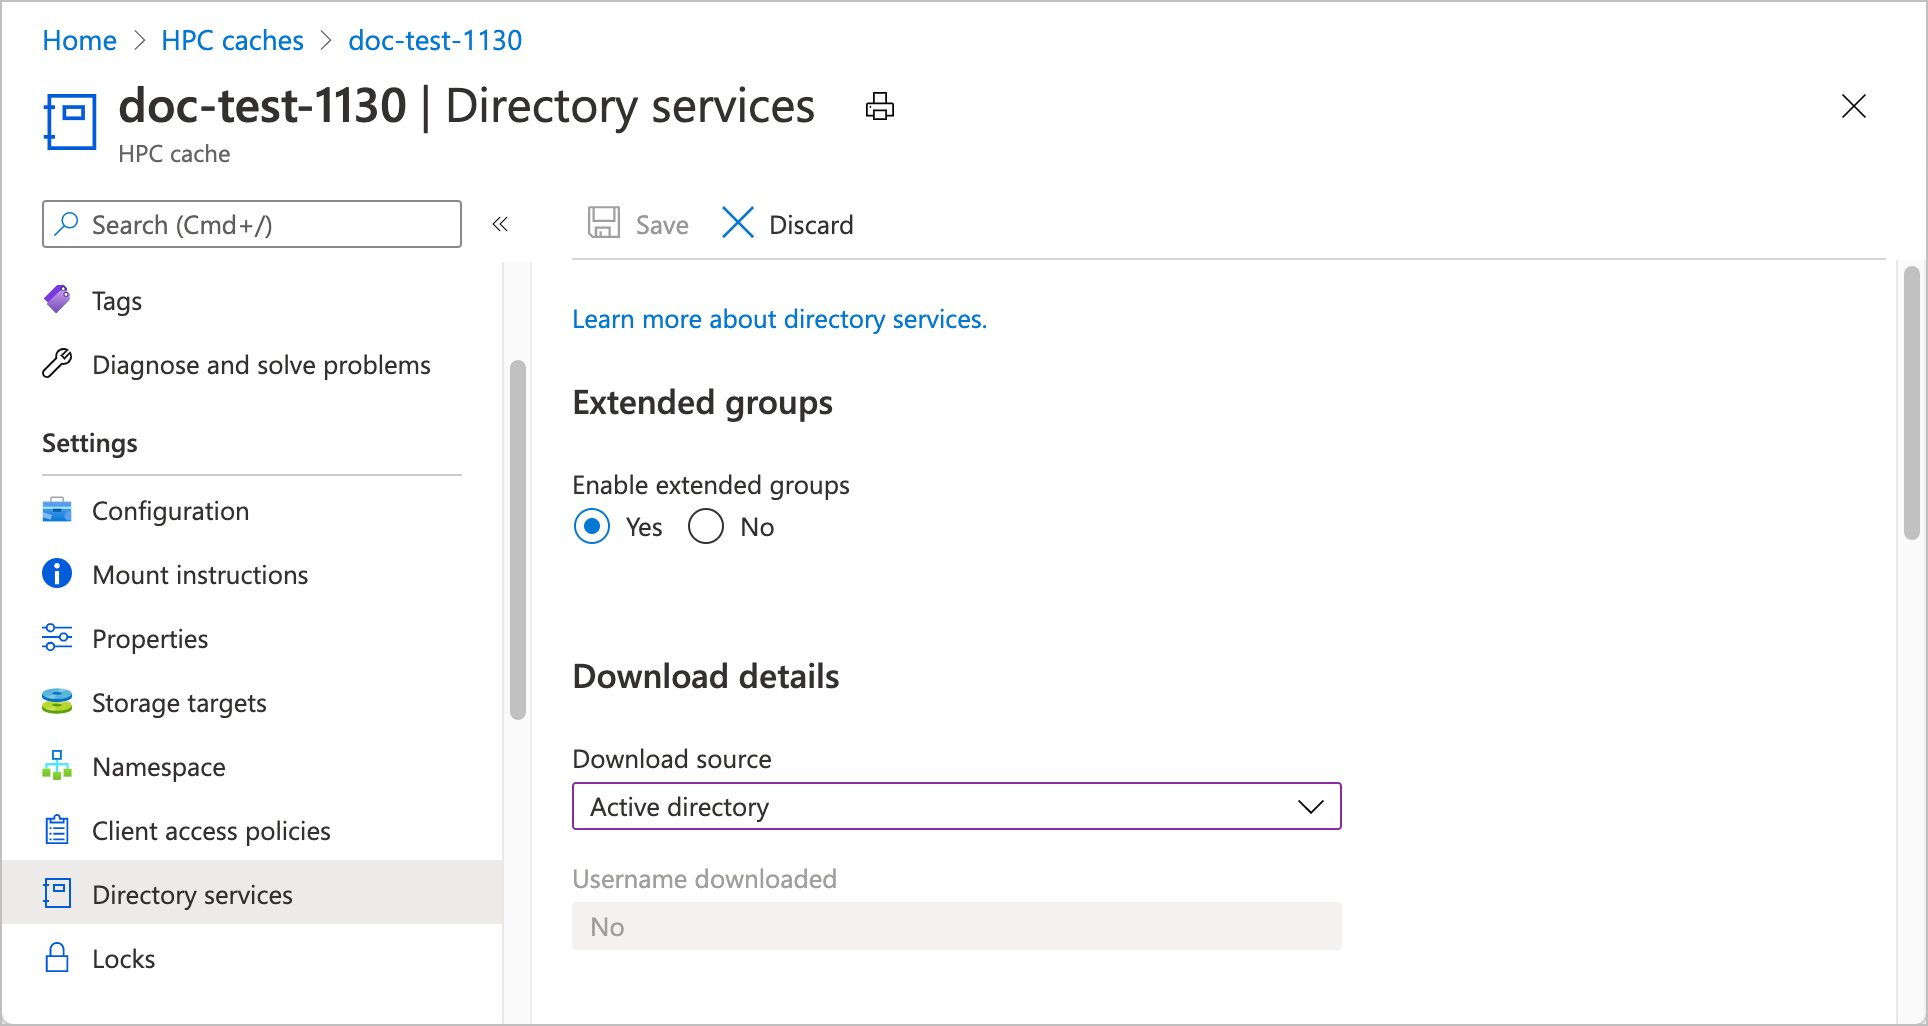 Home > HPC caches > doc-test-1130
doc-test-1130 | Directory services
HPC cache
Search (Cmd+/)
«
Save Discard
Tags
Diagnose and solve problems
Settings
Configuration
Mount instructions
Properties
Storage targets
Namespace
Client access policies
Directory services
Locks
Learn more about directory services.
Extended groups
Enable extended groups
Yes No
Download details
Download source
Active directory
Username downloaded
No